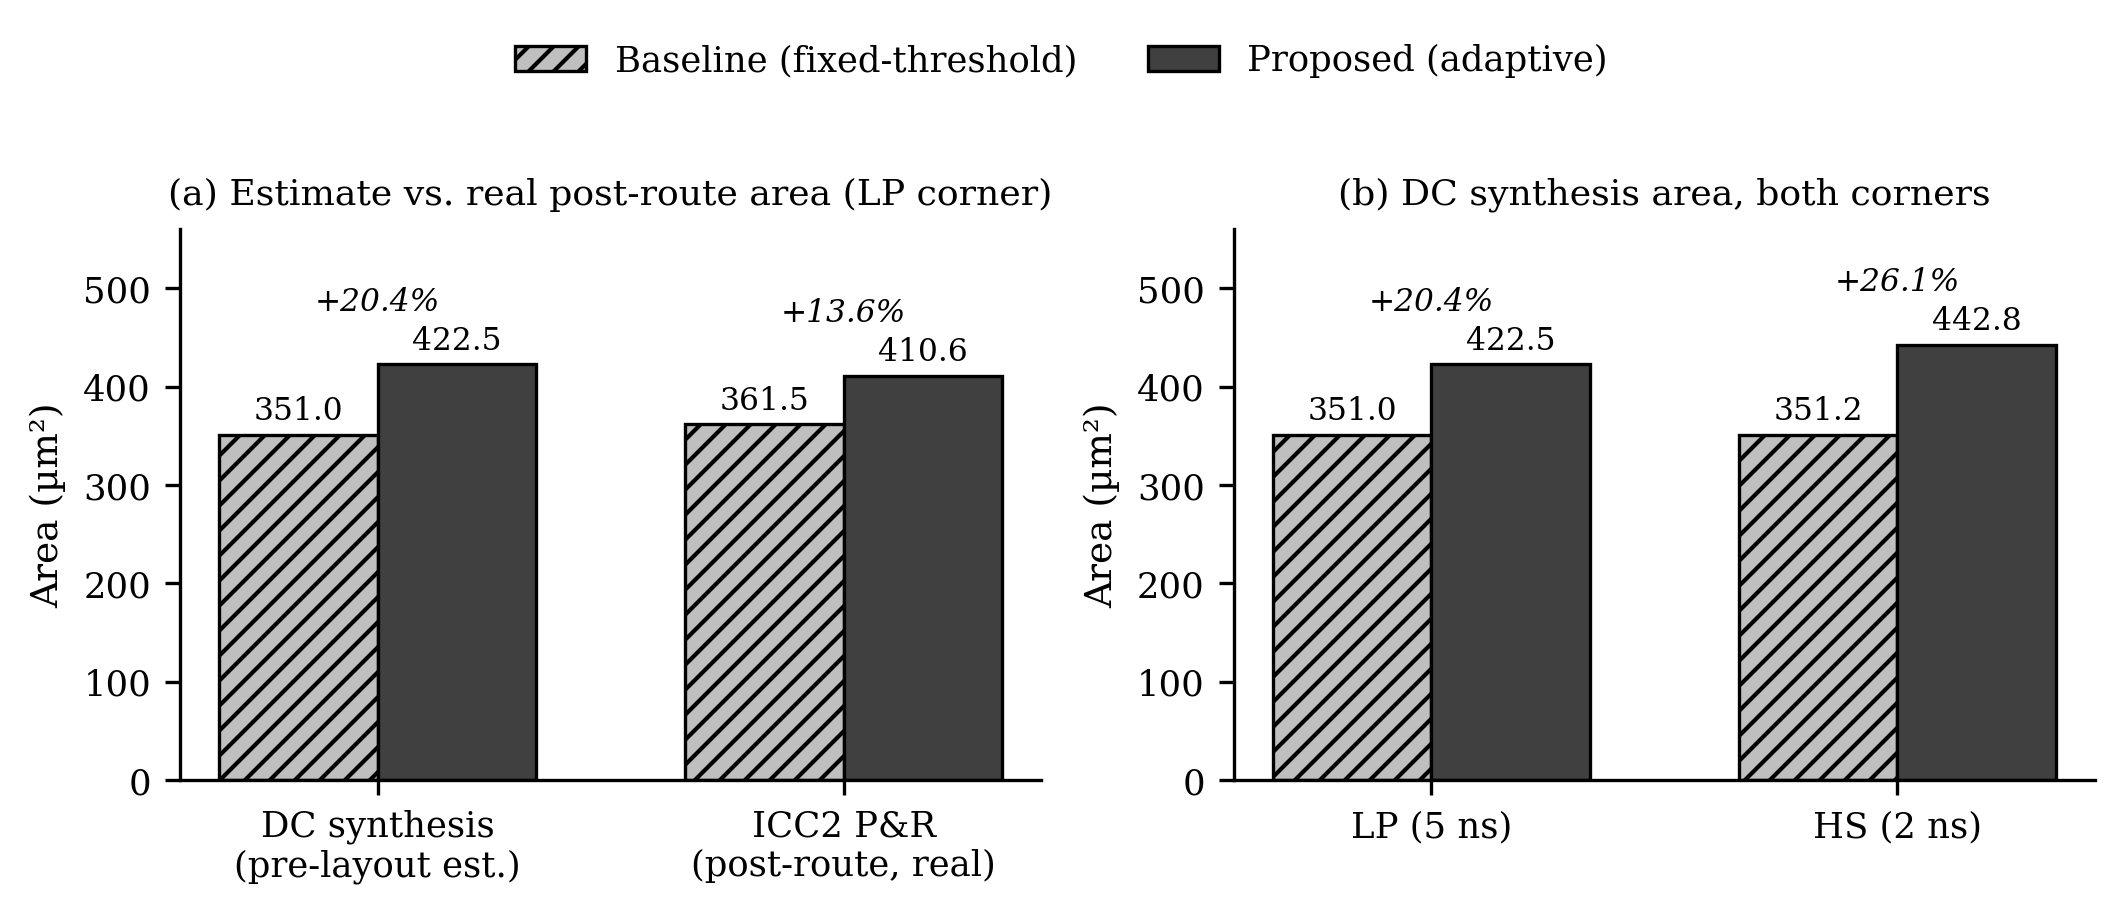 Baseline (fixed-threshold)
Proposed (adaptive)
(a) Estimate vs. real post-route area (LP corner)
Area (µm²)
500
400
300
200
100
0
+20.4%
422.5
351.0
+13.6%
410.6
361.5
DC synthesis
(pre-layout est.)
ICC2 P&R
(post-route, real)
(b) DC synthesis area, both corners
Area (µm²)
500
400
300
200
100
0
+20.4%
422.5
351.0
+26.1%
442.8
351.2
LP (5 ns)
HS (2 ns)